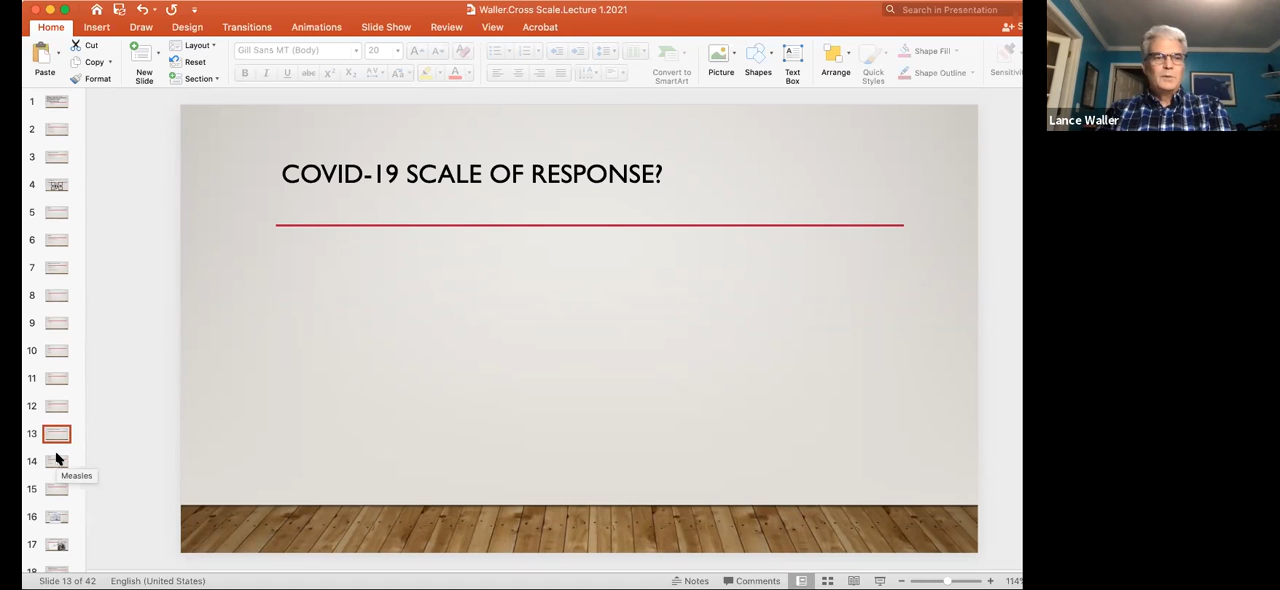 Waller.Cross Scale.Lecture 1.2021
Search in Presentation
Home Insert Draw Design Transitions Animations Slide Show Review View Acrobat
Paste
Cut
Copy
Format
New Slide
Layout
Reset
Section
Gill Sans MT (Body) 20
Convert to SmartArt
Picture
Shapes
Text Box
Arrange
Quick Styles
Shape Fill
Shape Outline
Lance Waller
1
2
3
4
5
6
7
8
9
10
11
12
13
14
Measles
15
16
17
COVID-19 SCALE OF RESPONSE?
Slide 13 of 42 English (United States) Notes Comments